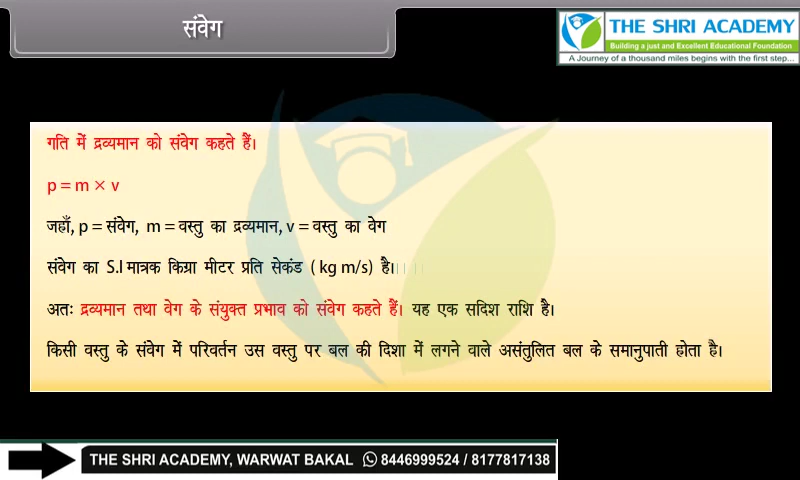 संवेग
THE SHRI ACADEMY
Building a just and Excellent Educational Foundation
A Journey of a thousand miles begins with the first step...
गति में द्रव्यमान को संवेग कहते हैं।
p = m × v
जहाँ, p = संवेग, m = वस्तु का द्रव्यमान, v = वस्तु का वेग
संवेग का S.I मात्रक किग्रा मीटर प्रति सेकंड ( kg m/s) है।
अतः द्रव्यमान तथा वेग के संयुक्त प्रभाव को संवेग कहते हैं। यह एक सदिश राशि है।
किसी वस्तु के संवेग में परिवर्तन उस वस्तु पर बल की दिशा में लगने वाले असंतुलित बल के समानुपाती होता है।
THE SHRI ACADEMY, WARWAT BAKAL 8446999524 / 8177817138